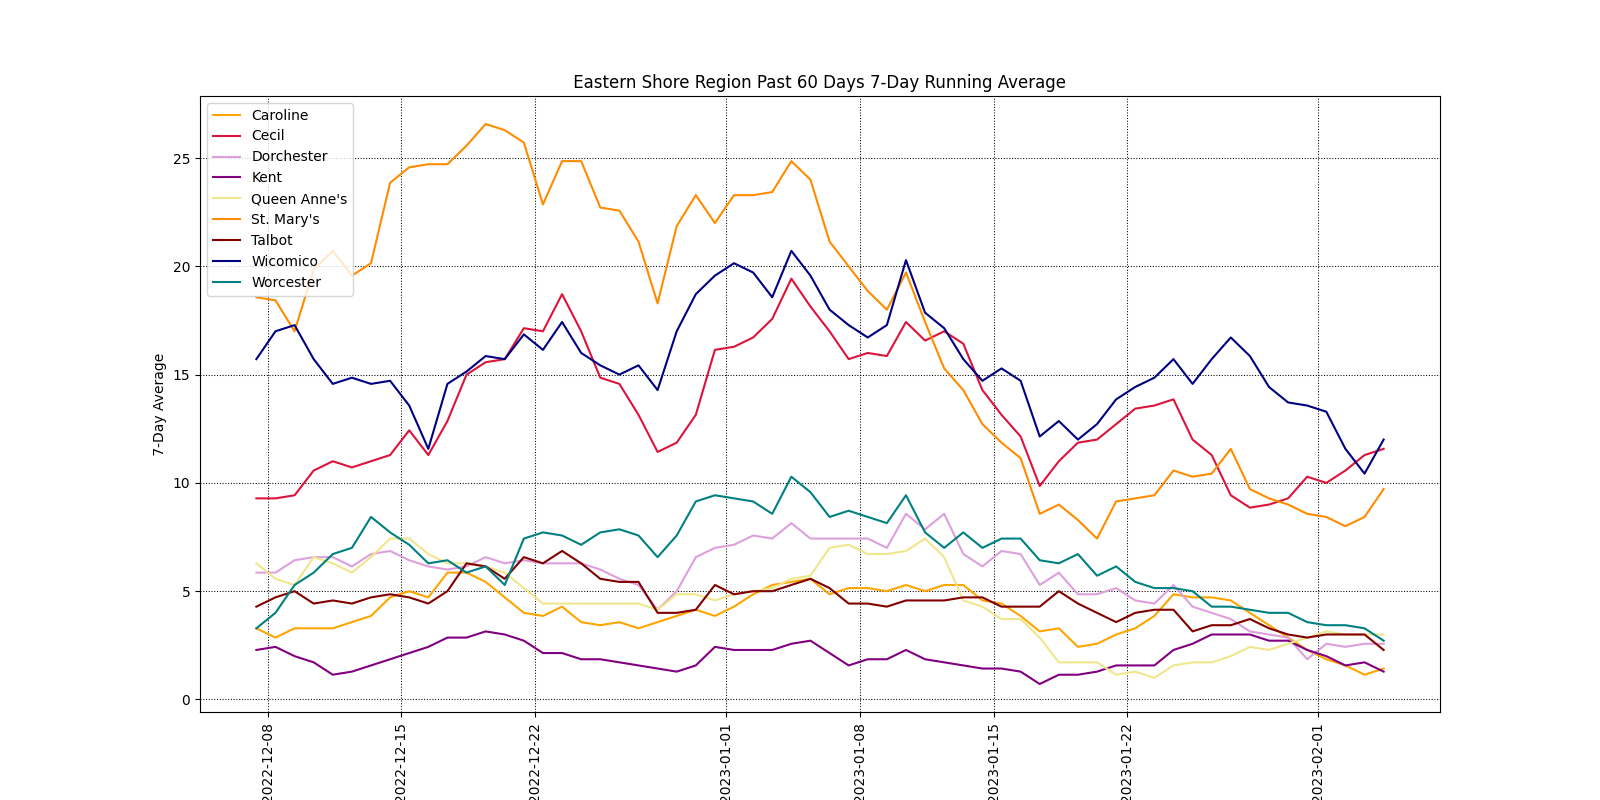 Eastern Shore Region Past 60 Days 7-Day Running Average
Caroline
Cecil
Dorchester
Kent
Queen Anne's
St. Mary's
Talbot
Wicomico
Worcester
7-Day Average
25
20
15
10
5
0
2022-12-08
2022-12-15
2022-12-22
2023-01-01
2023-01-08
2023-01-15
2023-01-22
2023-02-01